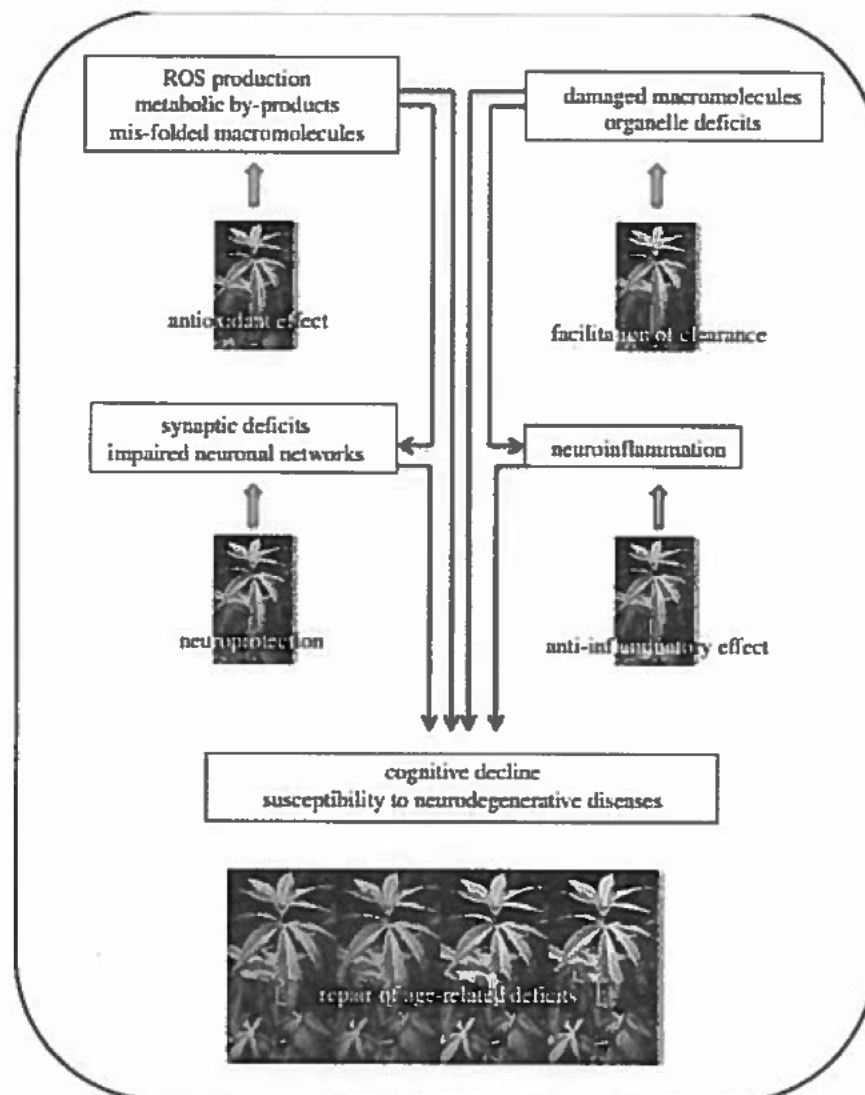 ROS production
metabolic by-products
mis-folded macromolecules
damaged macromolecules
organelle deficits
antioxidant effect
facilitation of clearance
synaptic deficits
impaired neuronal networks
neuroinflammation
neuroprotection
anti-inflammatory effect
cognitive decline
susceptibility to neurodegenerative diseases
repair of age-related deficits